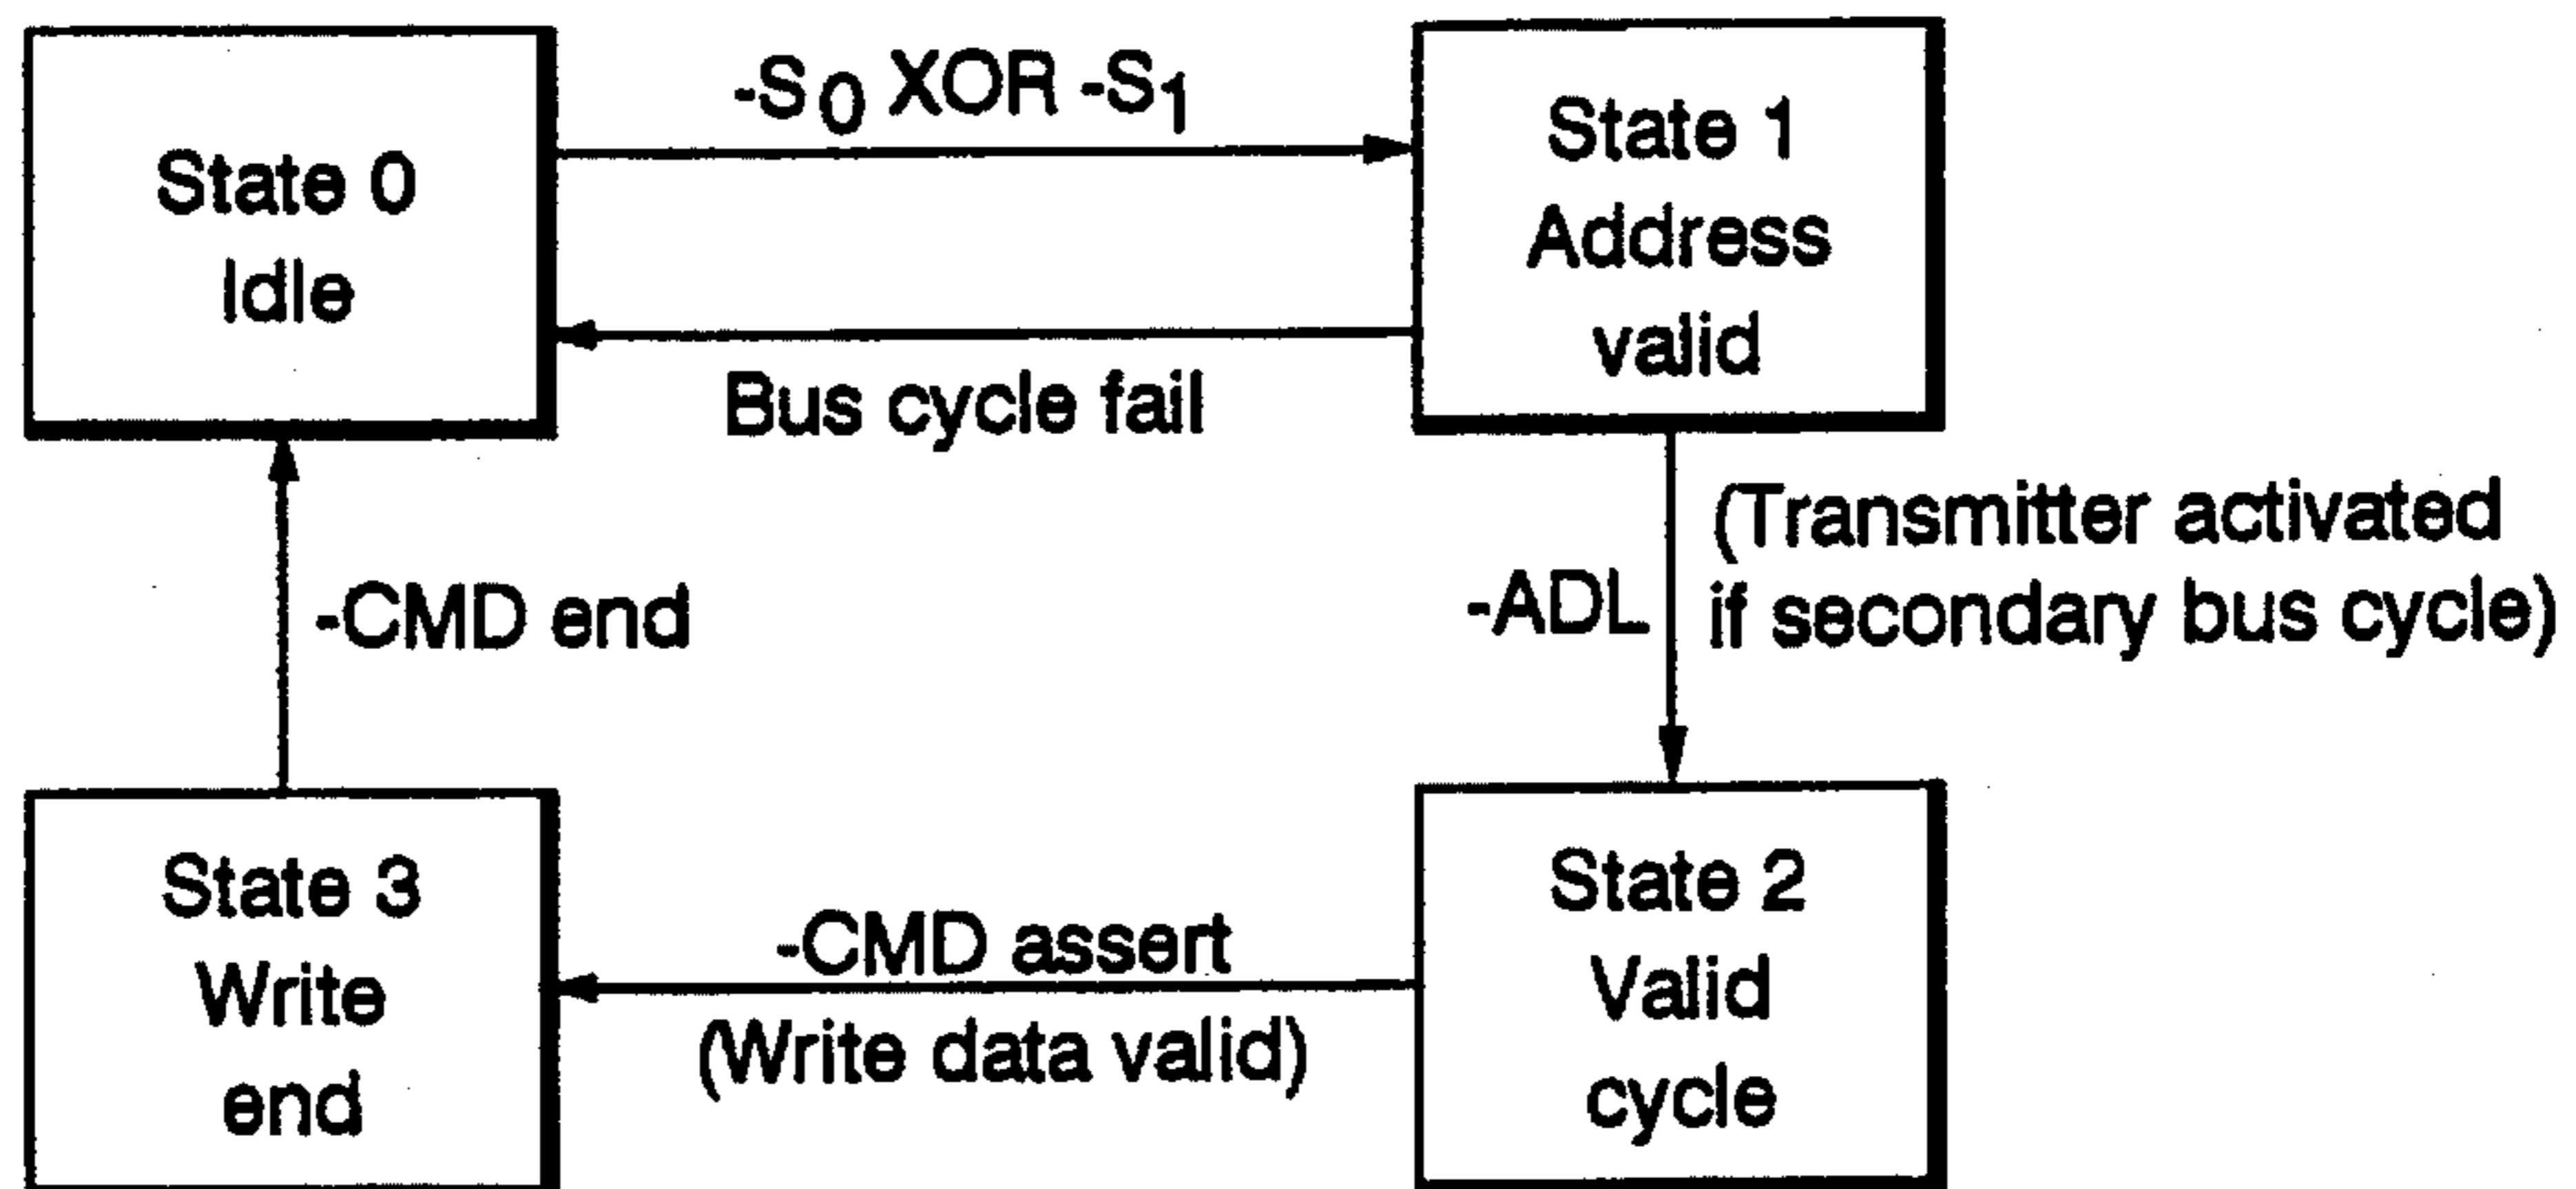 State 0
Idle
-S0 XOR -S1
State 1
Address
valid
Bus cycle fail
-CMD end
-ADL
(Transmitter activated
if secondary bus cycle)
State 3
Write
end
-CMD assert
(Write data valid)
State 2
Valid
cycle